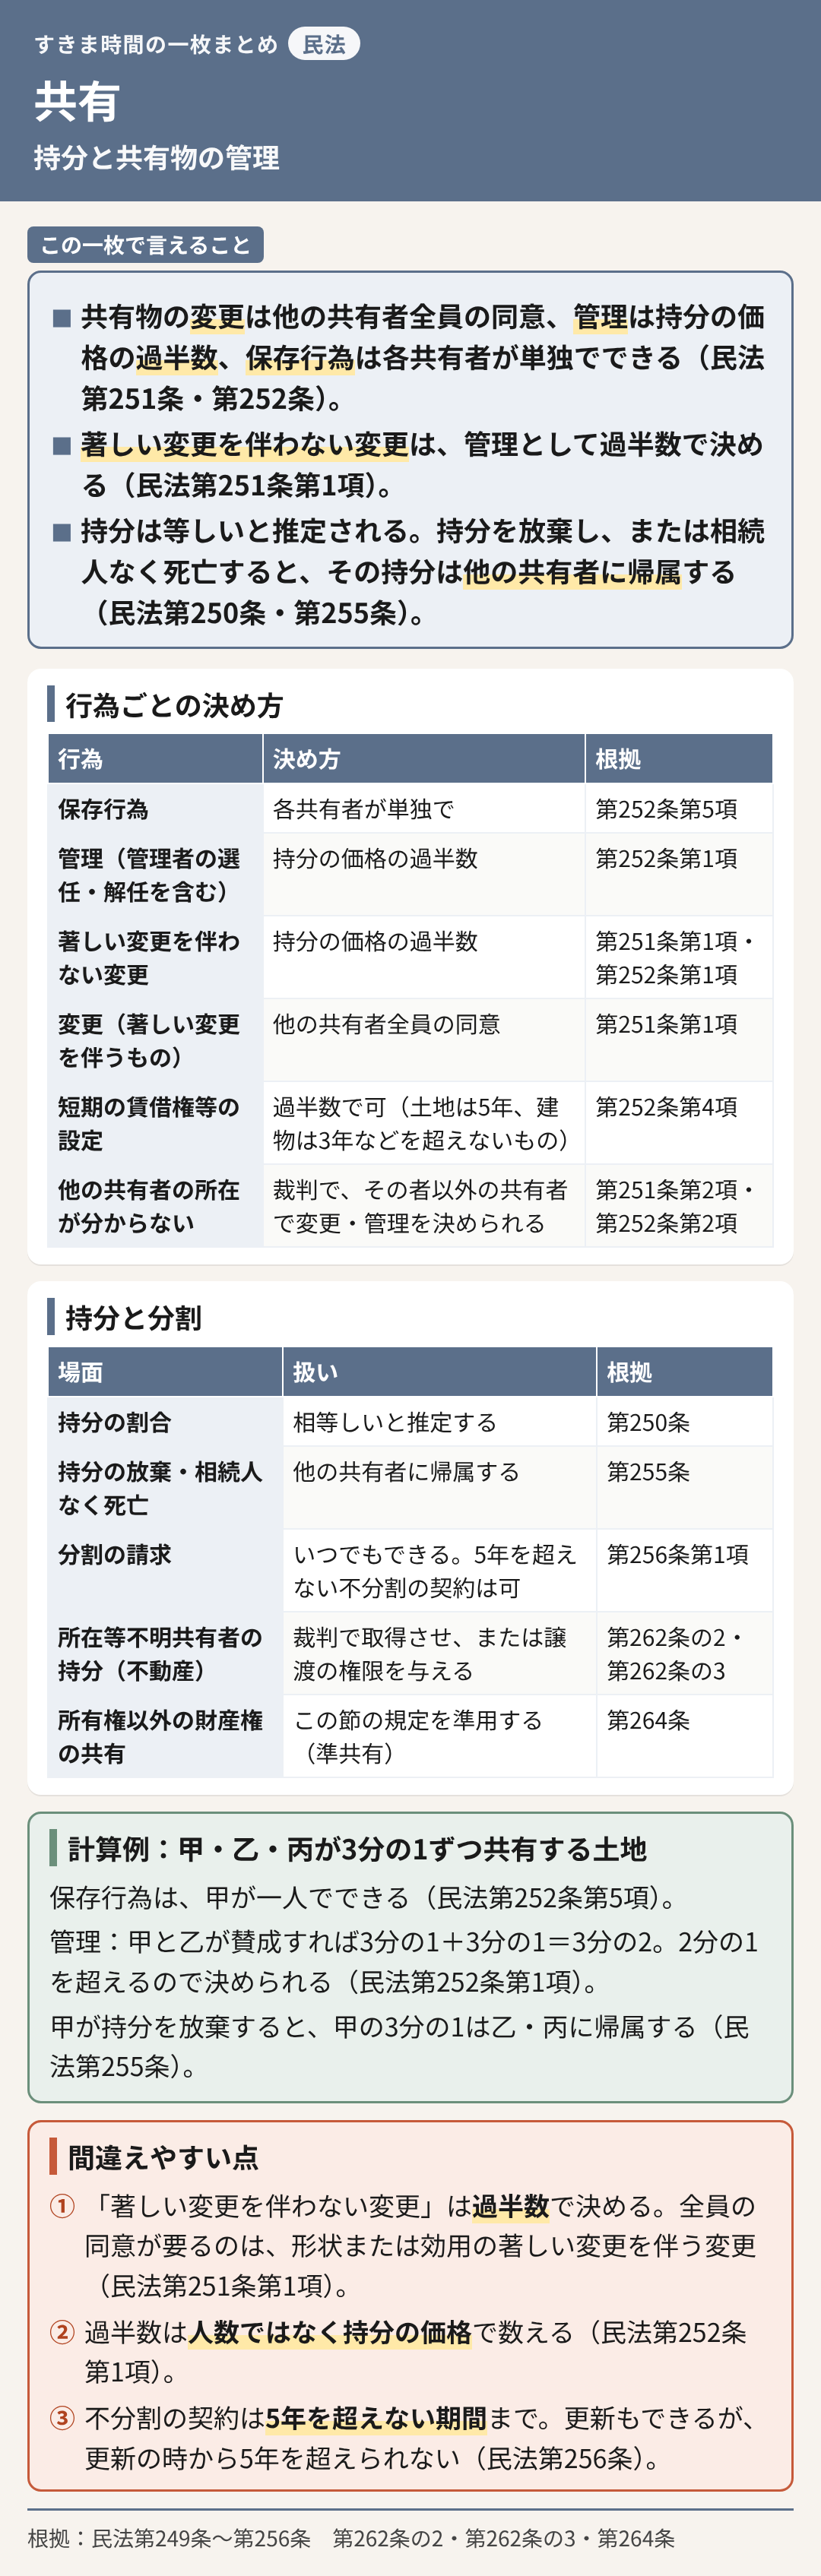 すきま時間の一枚まとめ 民法
共有
持分と共有物の管理
この一枚で言えること
■ 共有物の変更は他の共有者全員の同意、管理は持分の価
格の過半数、保存行為は各共有者が単独でできる（民法
第251条・第252条）。
■ 著しい変更を伴わない変更は、管理として過半数で決め
る（民法第251条第1項）。
■ 持分は等しいと推定される。持分を放棄し、または相続
人なく死亡すると、その持分は他の共有者に帰属する
（民法第250条・第255条）。
行為ごとの決め方
行為 決め方 根拠
保存行為 各共有者が単独で 第252条第5項
管理（管理者の選 持分の価格の過半数 第252条第1項
任・解任を含む）
著しい変更を伴わ 持分の価格の過半数 第251条第1項・
ない変更 第252条第1項
変更（著しい変更 他の共有者全員の同意 第251条第1項
を伴うもの）
短期の賃借権等の 過半数で可（土地は5年、建 第252条第4項
設定 物は3年などを超えないもの）
他の共有者の所在 裁判で、その者以外の共有者 第251条第2項・
が分からない で変更・管理を決められる 第252条第2項
持分と分割
場面 扱い 根拠
持分の割合 相等しいと推定する 第250条
持分の放棄・相続人 他の共有者に帰属する 第255条
なく死亡
分割の請求 いつでもできる。5年を超え 第256条第1項
ない不分割の契約は可
所在等不明共有者の 裁判で取得させ、または譲 第262条の2・
持分（不動産） 渡の権限を与える 第262条の3
所有権以外の財産権 この節の規定を準用する 第264条
の共有 （準共有）
計算例：甲・乙・丙が3分の1ずつ共有する土地
保存行為は、甲が一人でできる（民法第252条第5項）。
管理：甲と乙が賛成すれば3分の1＋3分の1＝3分の2。2分の1
を超えるので決められる（民法第252条第1項）。
甲が持分を放棄すると、甲の3分の1は乙・丙に帰属する（民
法第255条）。
間違えやすい点
① 「著しい変更を伴わない変更」は過半数で決める。全員の
同意が要るのは、形状または効用の著しい変更を伴う変更
（民法第251条第1項）。
② 過半数は人数ではなく持分の価格で数える（民法第252条
第1項）。
③ 不分割の契約は5年を超えない期間まで。更新もできるが、
更新の時から5年を超えられない（民法第256条）。
根拠：民法第249条〜第256条　第262条の2・第262条の3・第264条